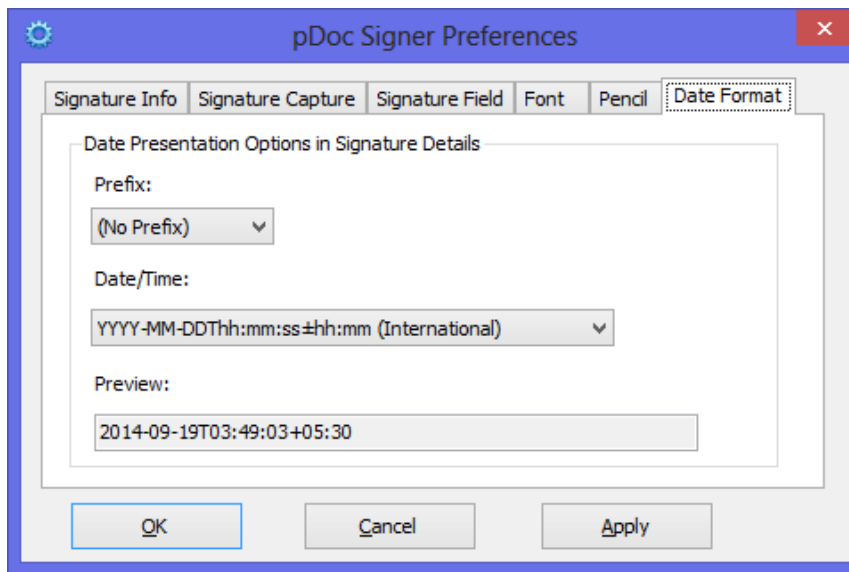 pDoc Signer Preferences
Signature Info Signature Capture Signature Field Font Pencil Date Format
Date Presentation Options in Signature Details
Prefix:
(No Prefix)
Date/Time:
YYYY-MM-DDThh:mm:ss±hh:mm (International)
Preview:
2014-09-19T03:49:03+05:30
OK Cancel Apply